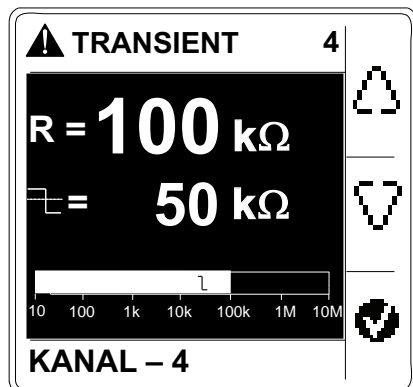 TRANSIENT 4
R = 100 kΩ
= 50 kΩ
10 100 1k 10k 100k 1M 10M
KANAL – 4